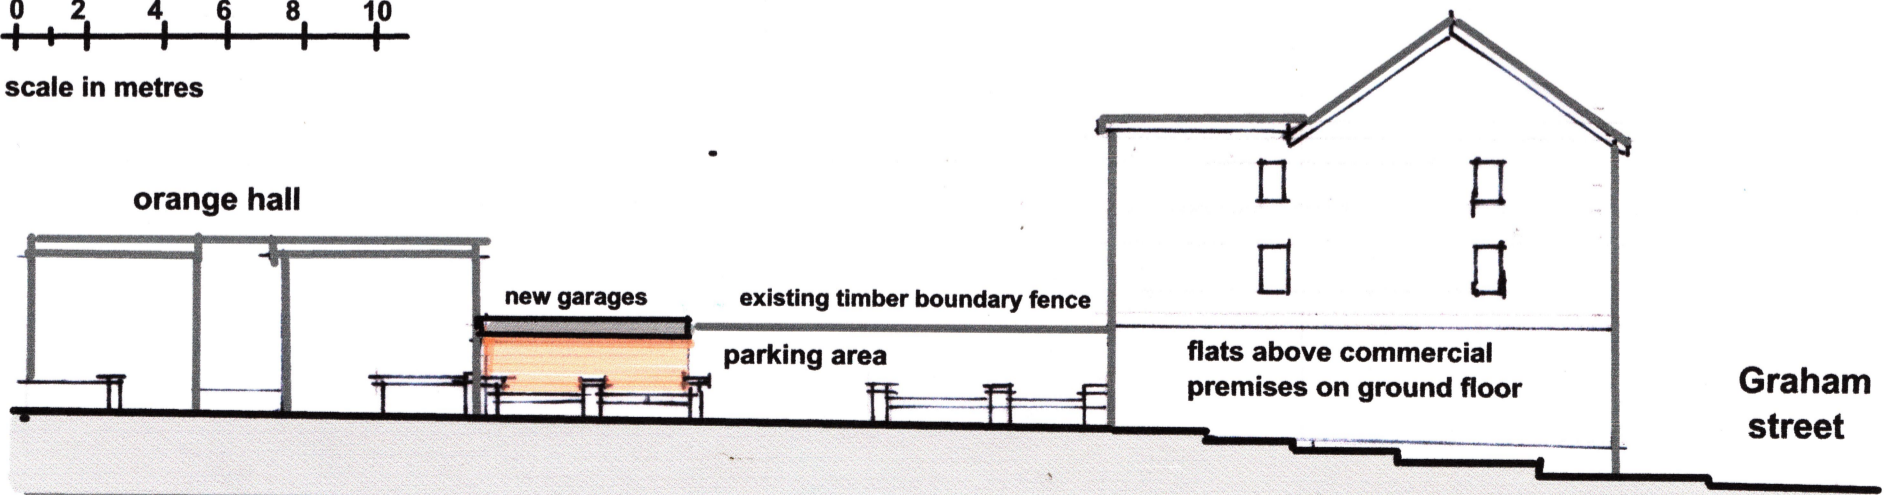 0 2 4 6 8 10
scale in metres
orange hall
new garages
existing timber boundary fence
parking area
flats above commercial
premises on ground floor
Graham
street